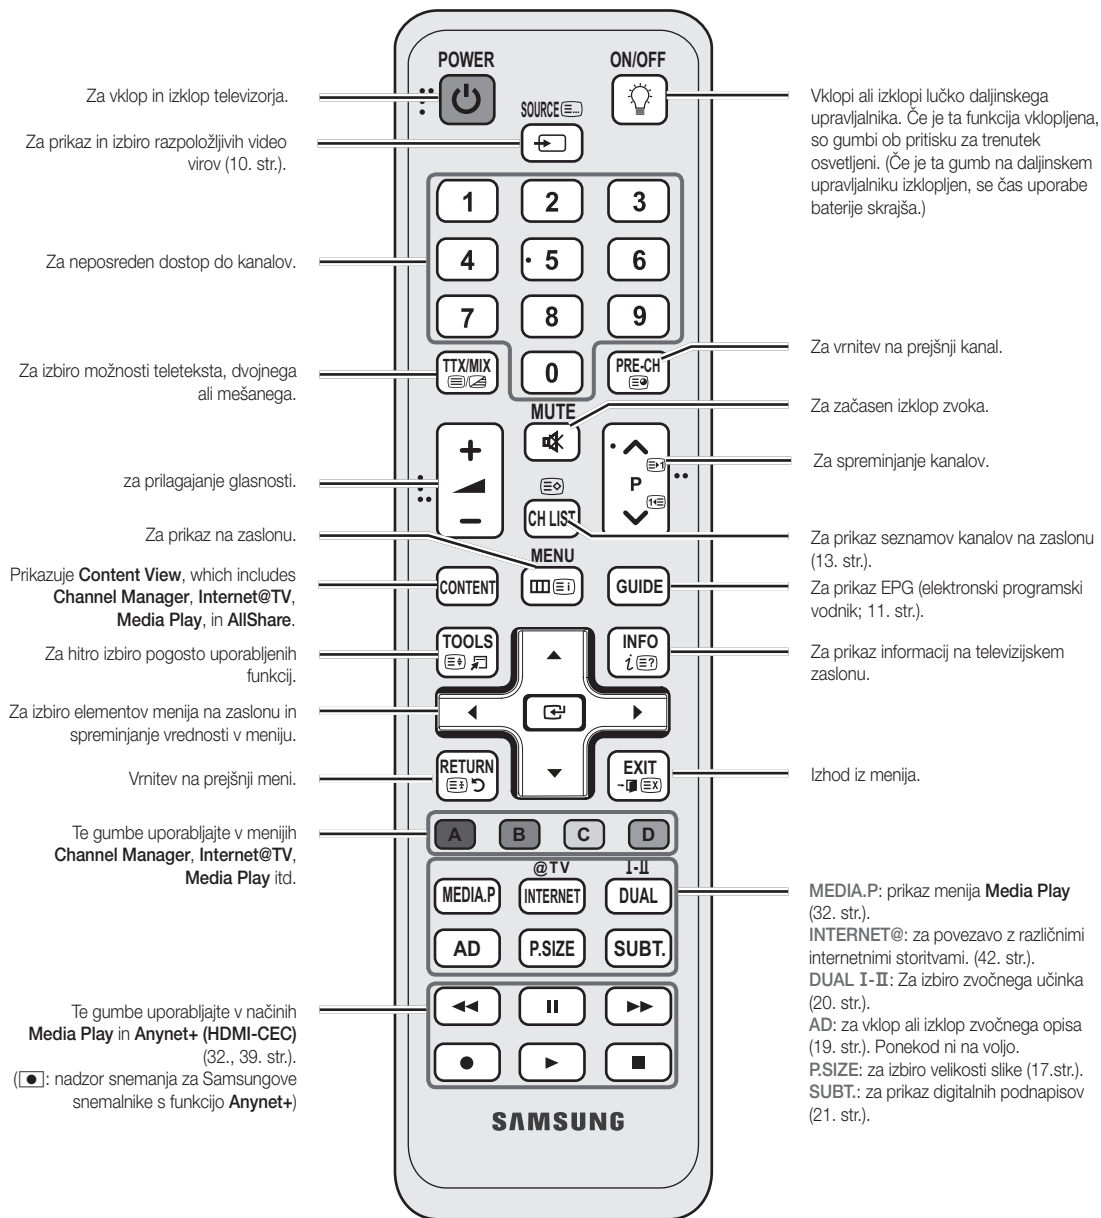 POWER
ON/OFF
SOURCE
Za vklop in izklop televizorja.
Za prikaz in izbiro razpoložljivih video
virov (10. str.).
Vklopi ali izklopi lučko daljinskega
upravljalnika. Če je ta funkcija vklopljena,
so gumbi ob pritisku za trenutek
osvetljeni. (Če je ta gumb na daljinskem
upravljalniku izklopljen, se čas uporabe
baterije skrajša.)
1 2 3
4 5 6
7 8 9
0
Za neposreden dostop do kanalov.
TTX/MIX
PRE-CH
Za izbiro možnosti teleteksta, dvojnega
ali mešanega.
Za vrnitev na prejšnji kanal.
MUTE
Za začasen izklop zvoka.
P
za prilagajanje glasnosti.
Za spreminjanje kanalov.
CH LIST
Za prikaz na zaslonu.
Za prikaz seznamov kanalov na zaslonu
(13. str.).
MENU
CONTENT
GUIDE
Prikazuje Content View, which includes
Channel Manager, Internet@TV,
Media Play, in AllShare.
Za prikaz EPG (elektronski programski
vodnik; 11. str.).
TOOLS
INFO
Za hitro izbiro pogosto uporabljenih
funkcij.
Za prikaz informacij na televizijskem
zaslonu.
Za izbiro elementov menija na zaslonu in
spreminjanje vrednosti v meniju.
RETURN
EXIT
Vrnitev na prejšnji meni.
Izhod iz menija.
A B C D
Te gumbe uporabljajte v menijih
Channel Manager, Internet@TV,
Media Play itd.
@TV
I-II
MEDIA.P INTERNET DUAL
AD P.SIZE SUBT.
MEDIA.P: prikaz menija Media Play
(32. str.).
INTERNET@: za povezavo z različnimi
internetnimi storitvami. (42. str.).
DUAL I-II: Za izbiro zvočnega učinka
(20. str.).
AD: za vklop ali izklop zvočnega opisa
(19. str.). Ponekod ni na voljo.
P.SIZE: za izbiro velikosti slike (17.str.).
SUBT.: za prikaz digitalnih podnapisov
(21. str.).
Te gumbe uporabljajte v načinih
Media Play in Anynet+ (HDMI-CEC)
(32., 39. str.).
(●: nadzor snemanja za Samsungove
snemalnike s funkcijo Anynet+)
SAMSUNG